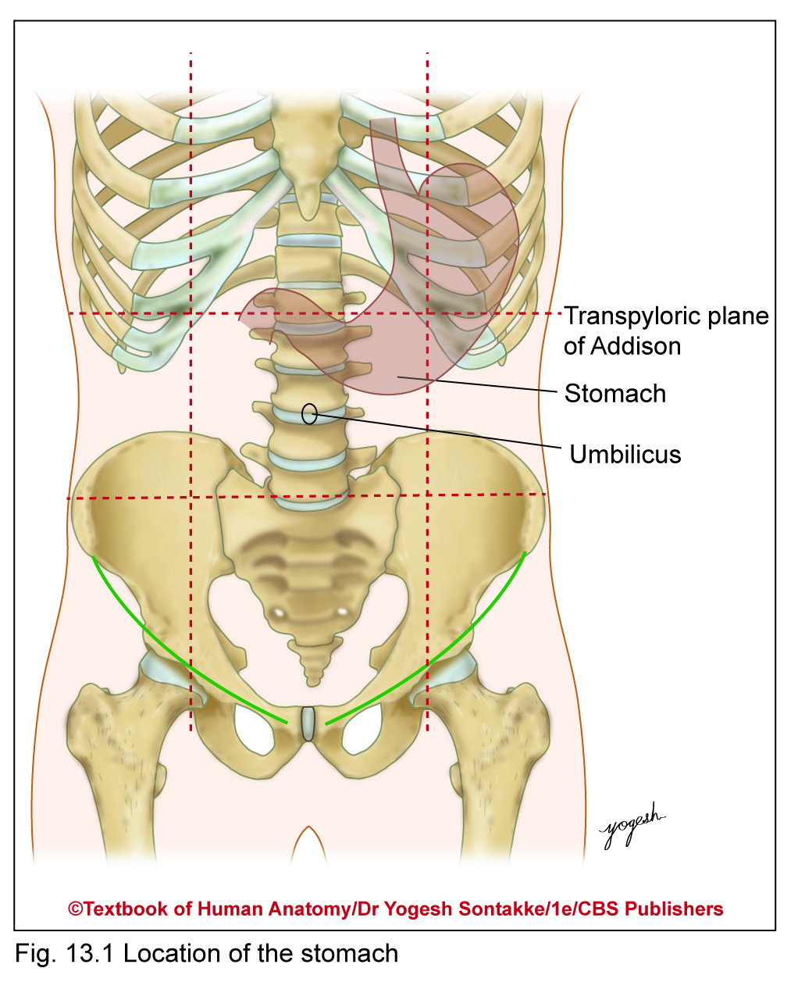 Transpyloric plane
of Addison
Stomach
Umbilicus
yogesh
©Textbook of Human Anatomy/Dr Yogesh Sontakke/1e/CBS Publishers
Fig. 13.1 Location of the stomach